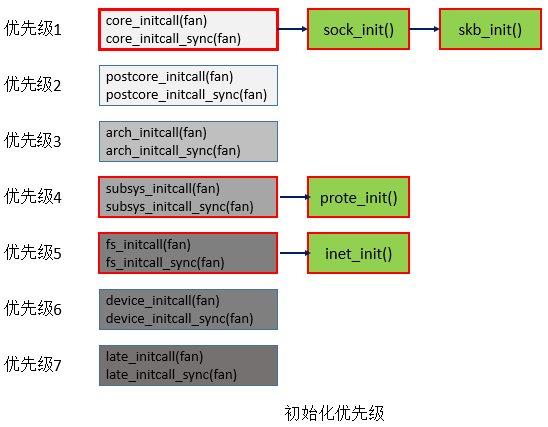 优先级1
core_initcall(fan)
core_initcall_sync(fan)
sock_init()
skb_init()
优先级2
postcore_initcall(fan)
postcore_initcall_sync(fan)
优先级3
arch_initcall(fan)
arch_initcall_sync(fan)
优先级4
subsys_initcall(fan)
subsys_initcall_sync(fan)
prote_init()
优先级5
fs_initcall(fan)
fs_initcall_sync(fan)
inet_init()
优先级6
device_initcall(fan)
device_initcall_sync(fan)
优先级7
late_initcall(fan)
late_initcall_sync(fan)
初始化优先级